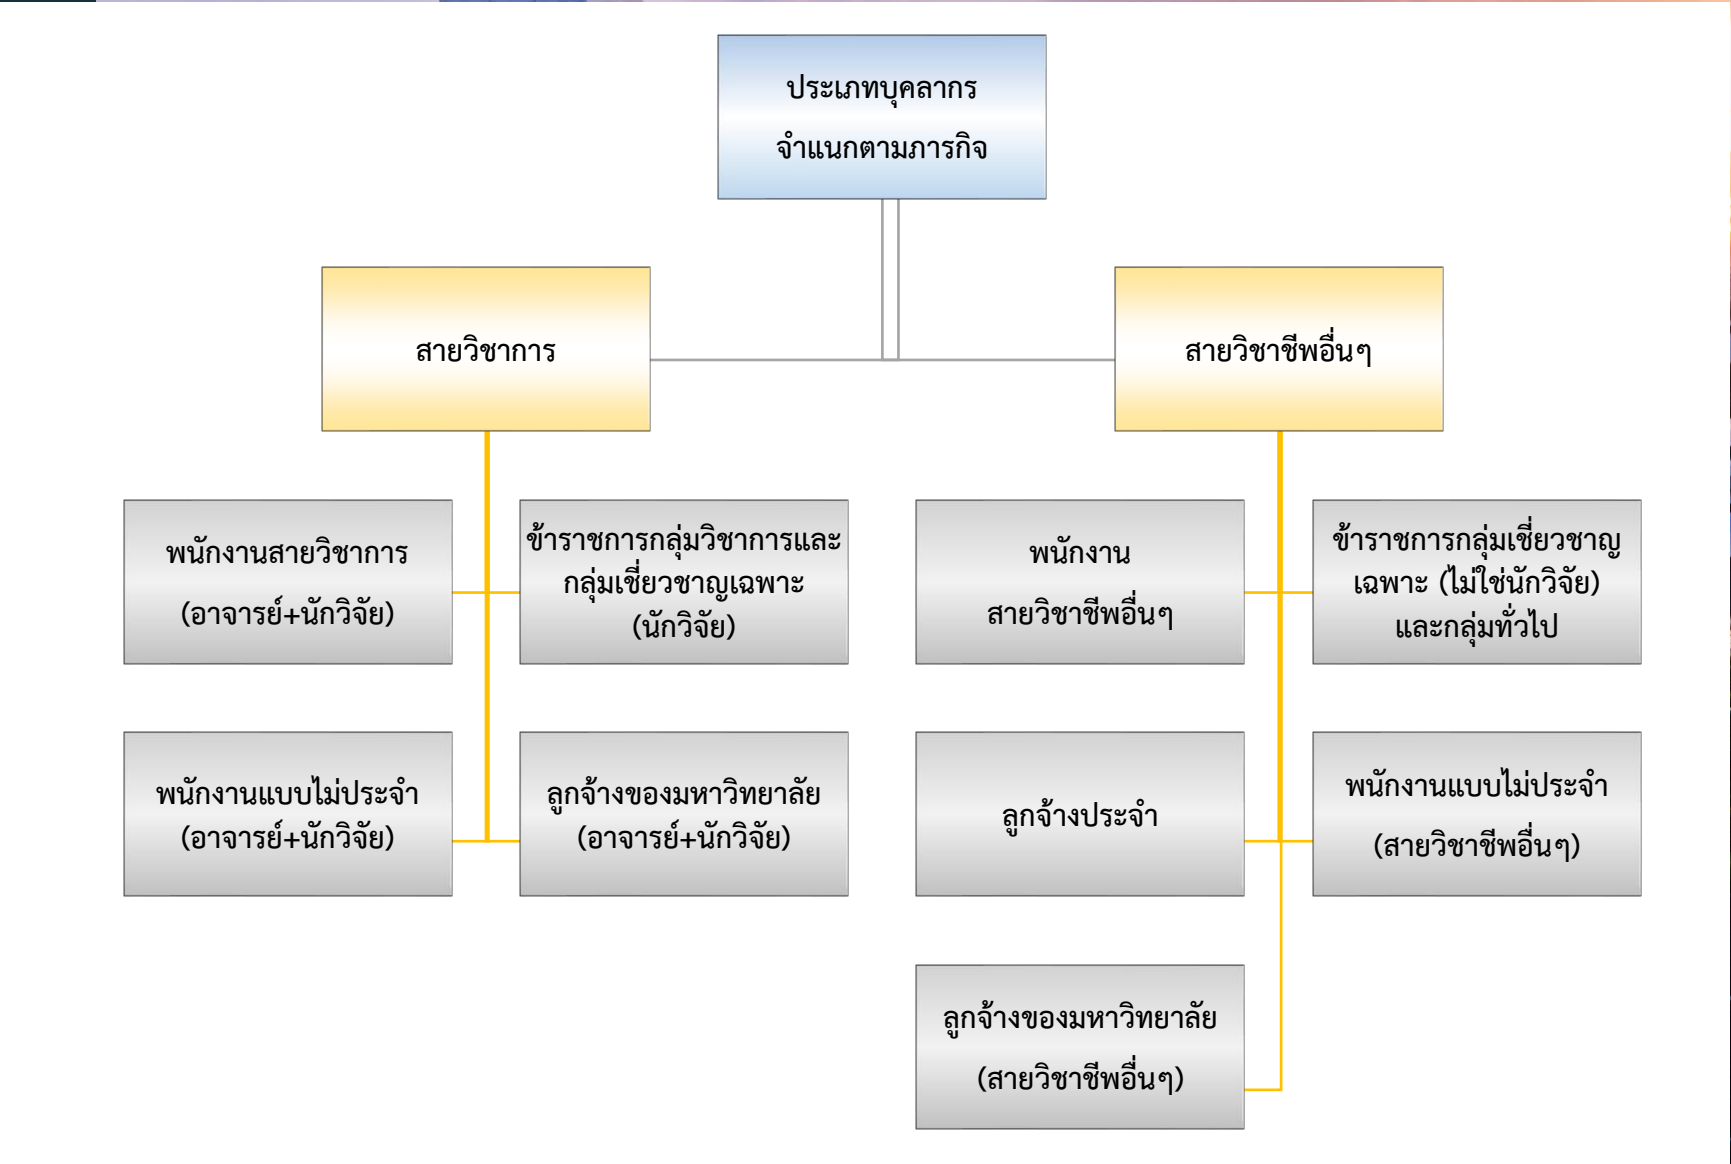 ประเภทบุคลากร
จำแนกตามภารกิจ
สายวิชาการ
สายวิชาชีพอื่นๆ
พนักงานสายวิชาการ
(อาจารย์+นักวิจัย)
ข้าราชการกลุ่มวิชาการและ
กลุ่มเชี่ยวชาญเฉพาะ
(นักวิจัย)
พนักงาน
สายวิชาชีพอื่นๆ
ข้าราชการกลุ่มเชี่ยวชาญ
เฉพาะ (ไม่ใช่นักวิจัย)
และกลุ่มทั่วไป
พนักงานแบบไม่ประจำ
(อาจารย์+นักวิจัย)
ลูกจ้างของมหาวิทยาลัย
(อาจารย์+นักวิจัย)
ลูกจ้างประจำ
พนักงานแบบไม่ประจำ
(สายวิชาชีพอื่นๆ)
ลูกจ้างของมหาวิทยาลัย
(สายวิชาชีพอื่นๆ)